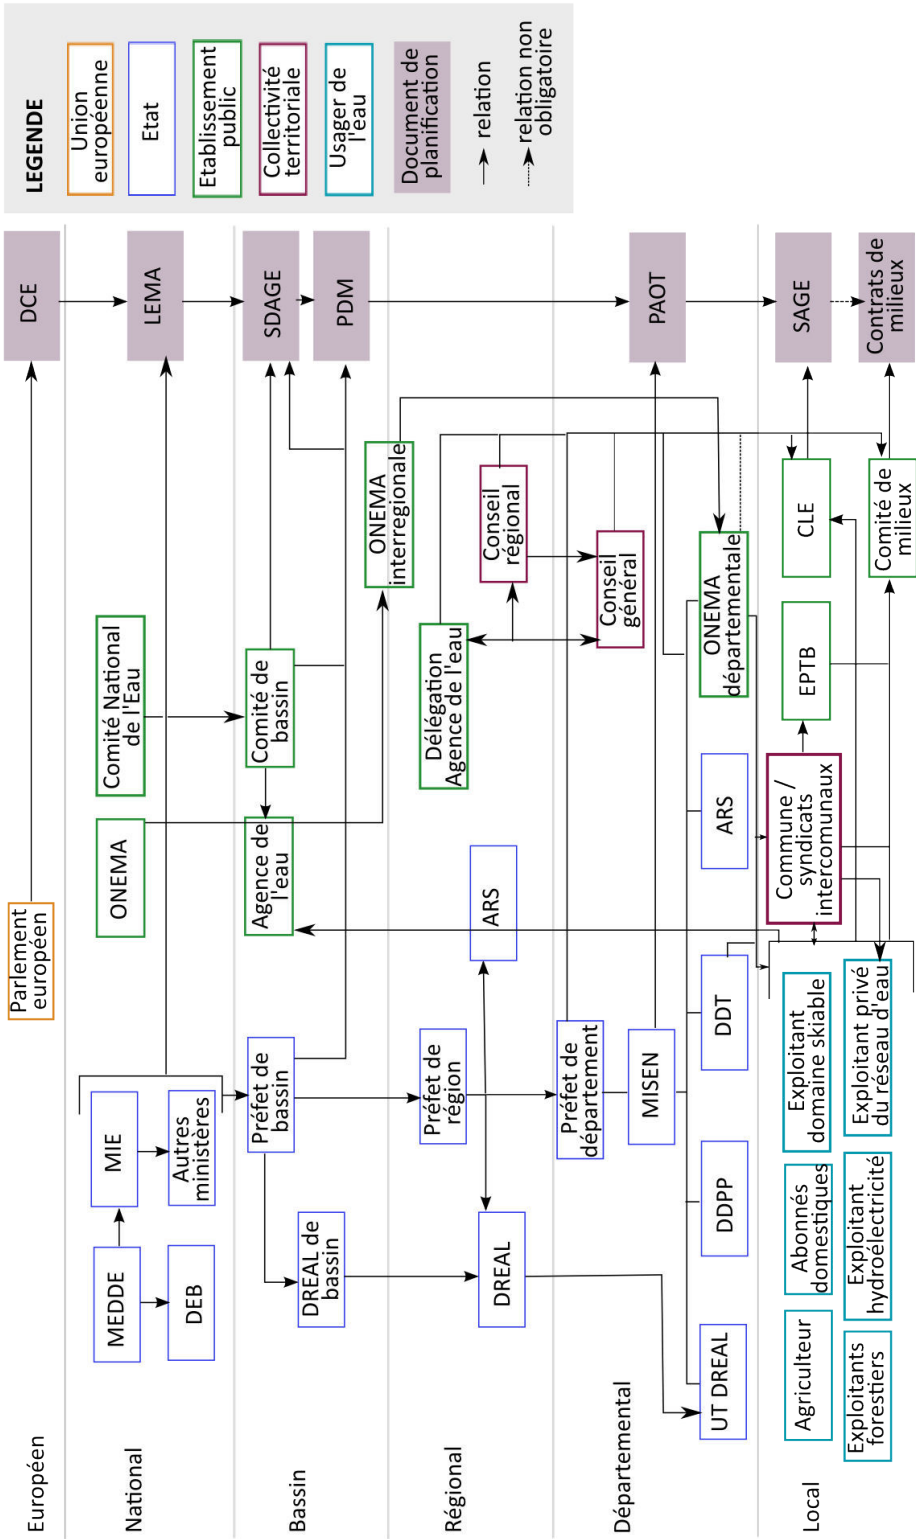 LEGENDE
Union
européenne
Etat
Etablissement
public
Collectivité
territoriale
Usager de
l'eau
Document de
planification
relation
relation non
obligatoire
Européen
Parlement
européen
DCE
National
MEDDE
MIE
DEB
Autres
ministères
ONEMA
Comité National
de l'Eau
LEMA
Bassin
DREAL de
bassin
Préfet de
bassin
Agence de
l'eau
Comité de
bassin
SDAGE
PDM
ONEMA
interregionale
Régional
DREAL
Préfet de
région
ARS
Délégation
Agence de l'eau
Conseil
régional
Départemental
Préfet de
département
MISEN
Conseil
général
PAOT
UT DREAL
DDPP
DDT
ARS
ONEMA
départementale
Local
Agriculteur
Abonnés
domestiques
Exploitant
domaine skiable
Exploitants
forestiers
Exploitant
hydroélectricité
Exploitant privé
du réseau d'eau
Commune /
syndicats
intercomunaux
EPTB
CLE
SAGE
Comité de
milieux
Contrats de
milieux